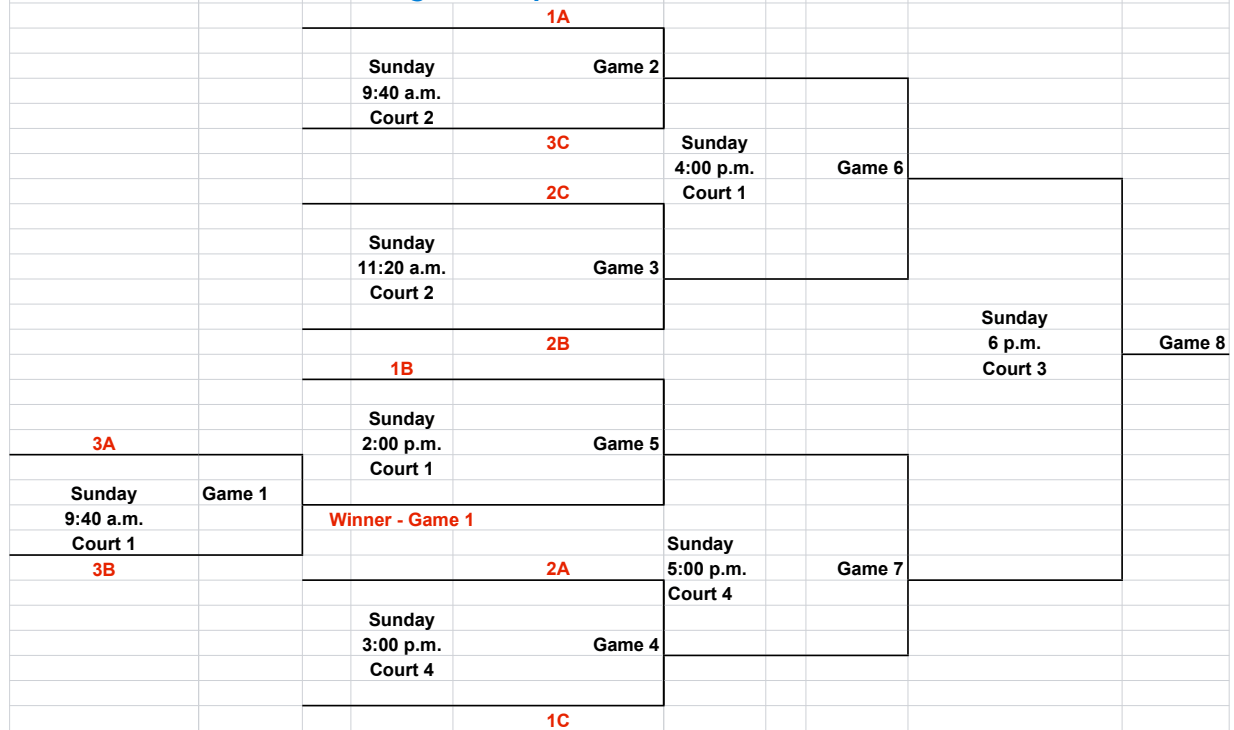 1A
Sunday
Game 2
9:40 a.m.
Court 2
3C
Sunday
4:00 p.m.
Game 6
Court 1
2C
Sunday
11:20 a.m.
Game 3
Court 2
2B
Sunday
6 p.m.
Game 8
Court 3
1B
Sunday
2:00 p.m.
Game 5
Court 1
3A
Sunday
Game 1
9:40 a.m.
Court 1
3B
Winner - Game 1
Sunday
5:00 p.m.
Game 7
Court 4
2A
Sunday
3:00 p.m.
Game 4
Court 4
1C